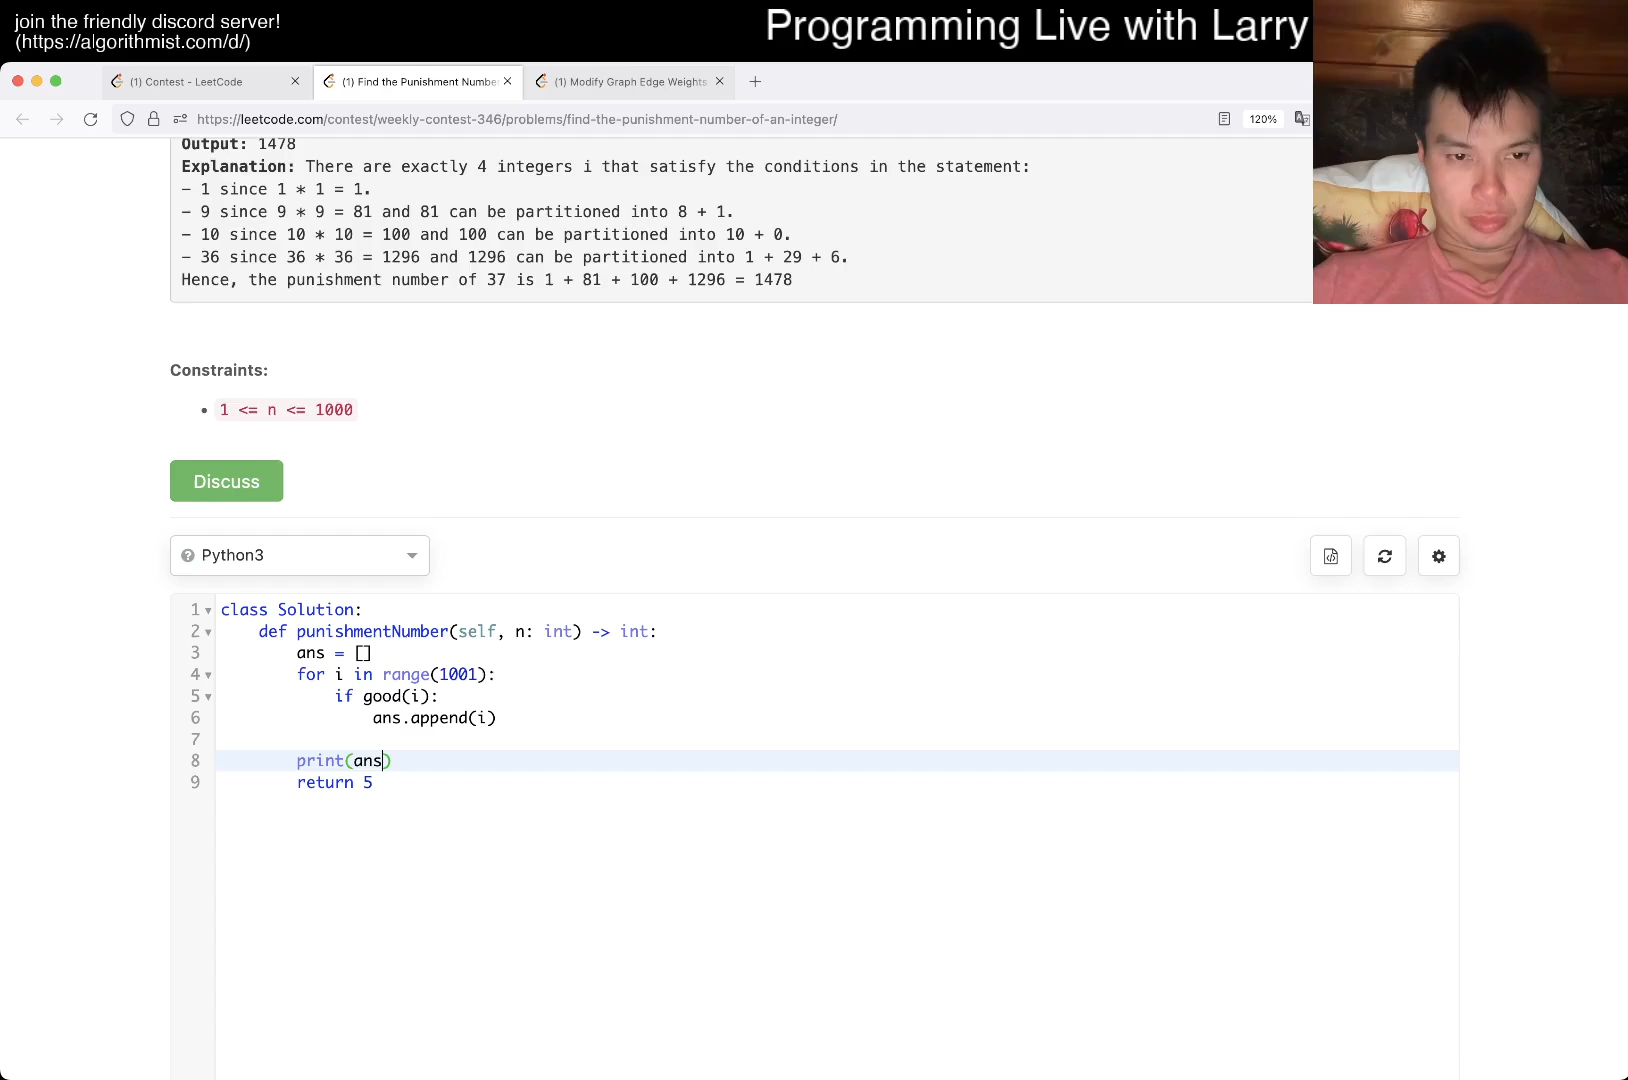 join the friendly discord server!
(https://algorithmist.com/d/)
Programming Live with Larry
(1) Contest - LeetCode
(1) Find the Punishment Number
(1) Modify Graph Edge Weights
https://leetcode.com/contest/weekly-contest-346/problems/find-the-punishment-number-of-an-integer/
120%
Output: 1478
Explanation: There are exactly 4 integers i that satisfy the conditions in the statement:
- 1 since 1 * 1 = 1.
- 9 since 9 * 9 = 81 and 81 can be partitioned into 8 + 1.
- 10 since 10 * 10 = 100 and 100 can be partitioned into 10 + 0.
- 36 since 36 * 36 = 1296 and 1296 can be partitioned into 1 + 29 + 6.
Hence, the punishment number of 37 is 1 + 81 + 100 + 1296 = 1478
Constraints:
• 1 <= n <= 1000
Discuss
Python3
1 class Solution:
2     def punishmentNumber(self, n: int) -> int:
3         ans = []
4         for i in range(1001):
5             if good(i):
6                 ans.append(i)
7
8         print(ans)
9         return 5